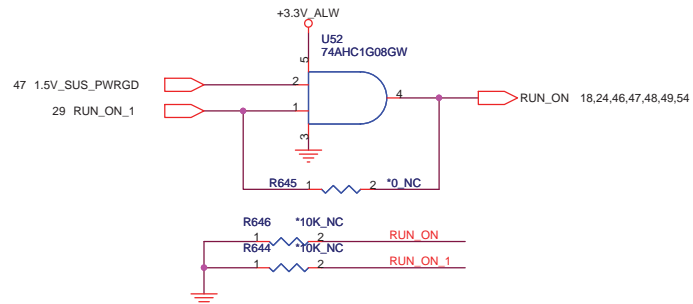 +3.3V_ALW
U52
74AHC1G08GW
5
47 1.5V_SUS_PWRGD
2
4
RUN_ON 18,24,46,47,48,49,54
29 RUN_ON_1
1
3
R645 1 2 *0_NC
R646 *10K_NC
1 2 RUN_ON
R644 *10K_NC
1 2 RUN_ON_1